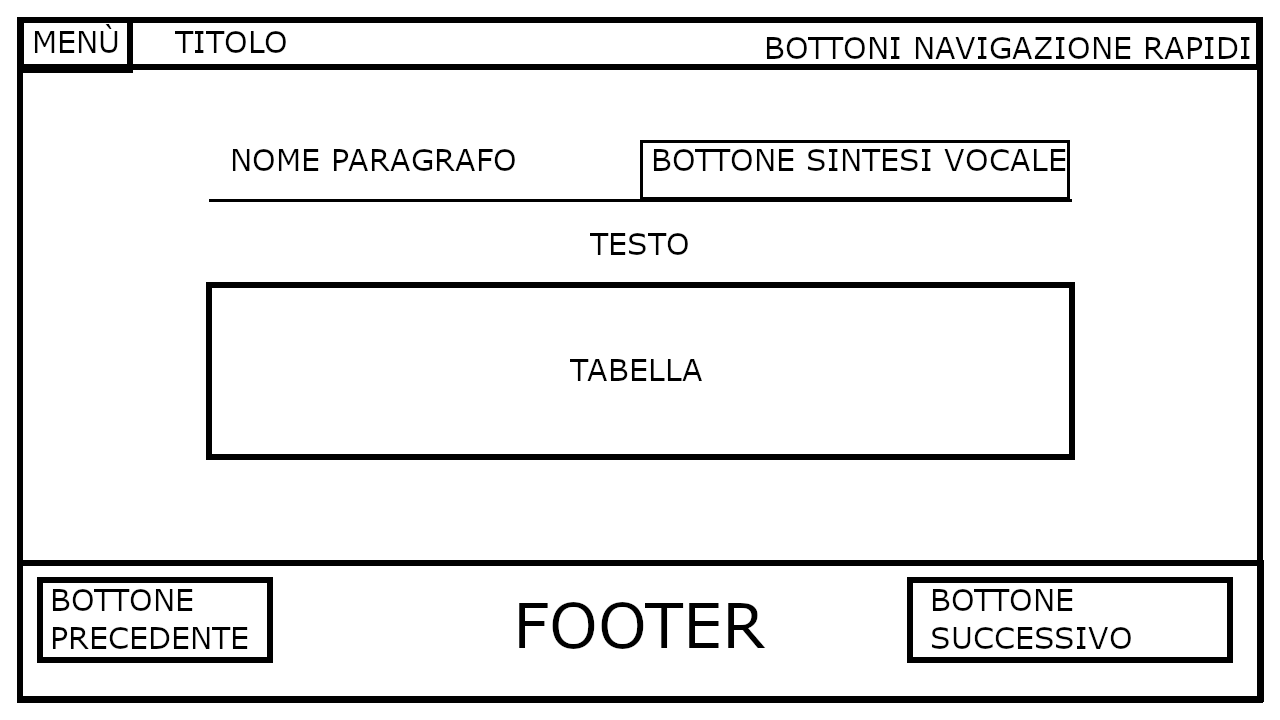 MENÙ
TITOLO
BOTTONI NAVIGAZIONE RAPIDI
NOME PARAGRAFO
BOTTONE SINTESI VOCALE
TESTO
TABELLA
BOTTONE
PRECEDENTE
FOOTER
BOTTONE
SUCCESSIVO